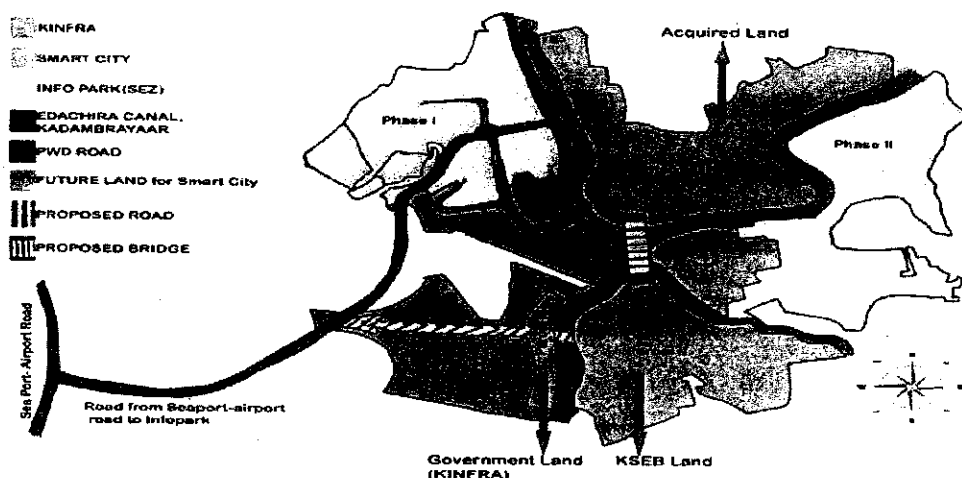 KINFRA
SMART CITY
INFO PARK(SEZ)
EDACHIRA CANAL,
KADAMBRAYAAR
PWD ROAD
FUTURE LAND for Smart City
PROPOSED ROAD
PROPOSED BRIDGE
Acquired Land
Phase I
Phase II
Sea Port- Airport Road
Road from Seaport-airport
road to Infopark
Government Land
(KINFRA)
KSEB Land